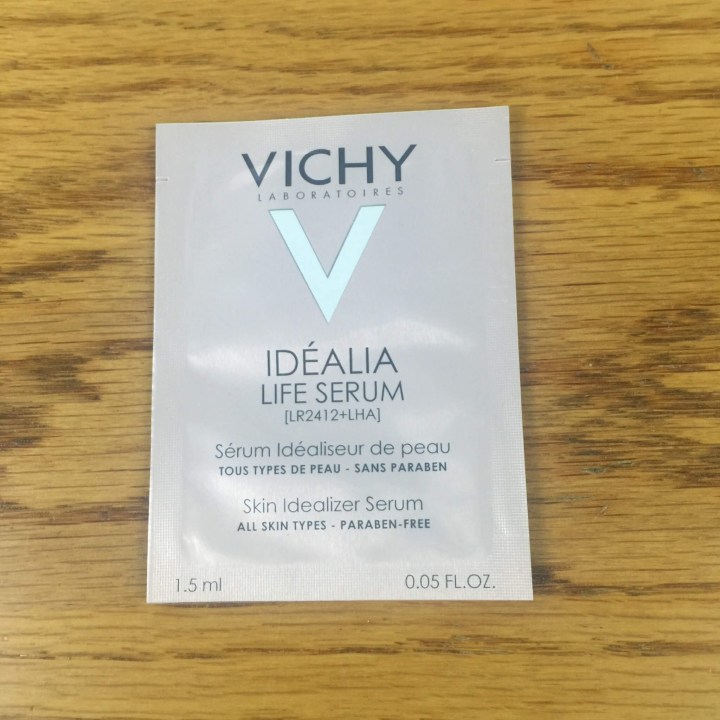 VICHY
LABORATOIRES
V
IDÉALIA
LIFE SERUM
[LR2412+LHA]
Sérum Idéaliseur de peau
TOUS TYPES DE PEAU - SANS PARABEN
Skin Idealizer Serum
ALL SKIN TYPES - PARABEN-FREE
1.5 ml 0.05 FL.OZ.